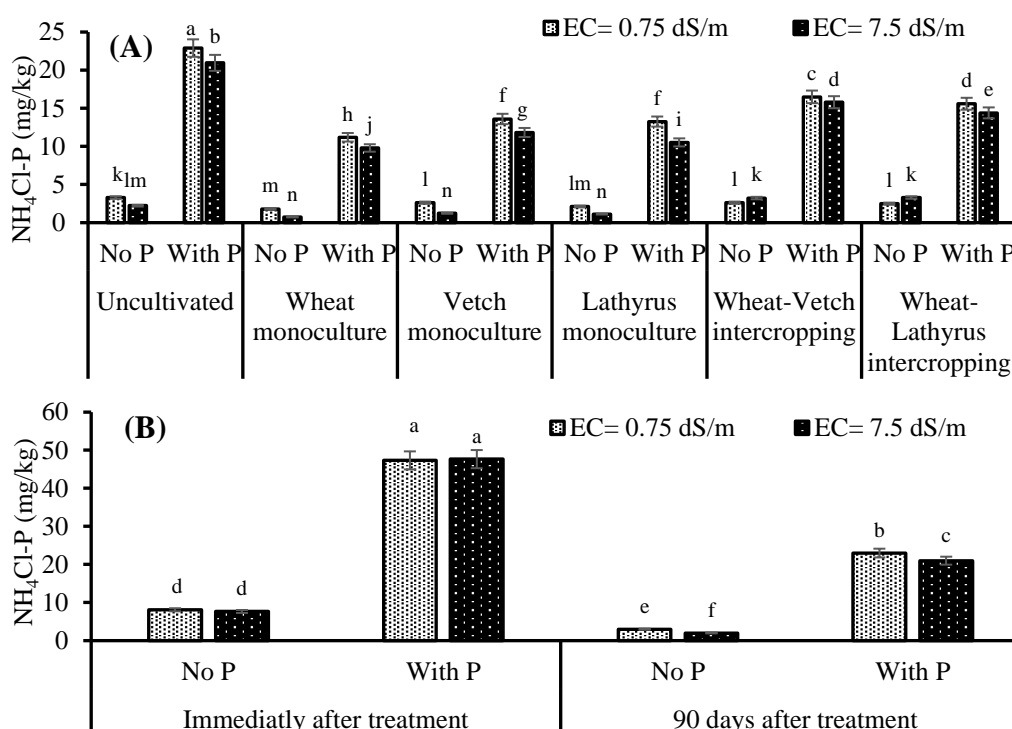 (A)
EC= 0.75 dS/m EC= 7.5 dS/m
NH₄Cl-P (mg/kg)
25
20
15
10
5
0
k lm a b m n h j l n f g lm n f i l k c d l k d e
No P With P No P With P No P With P No P With P No P With P No P With P
Uncultivated Wheat Vetch Lathyrus Wheat-Vetch Wheat-
monoculture monoculture monoculture intercropping Lathyrus
intercropping
(B)
EC= 0.75 dS/m EC= 7.5 dS/m
NH₄Cl-P (mg/kg)
60
50
40
30
20
10
0
d d a a e f b c
No P With P No P With P
Immediatly after treatment 90 days after treatment